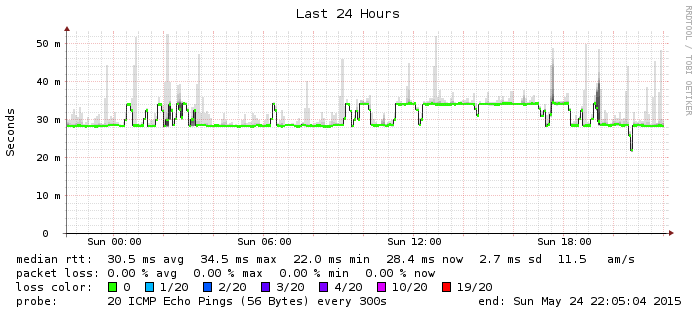 Last 24 Hours
RRDTOOL / TOBI OETIKER
Seconds
50 m
40 m
30 m
20 m
10 m
0
Sun 00:00 Sun 06:00 Sun 12:00 Sun 18:00
median rtt: 30.5 ms avg 34.5 ms max 22.0 ms min 28.4 ms now 2.7 ms sd 11.5 am/s
packet loss: 0.00 % avg 0.00 % max 0.00 % min 0.00 % now
loss color: 0 1/20 2/20 3/20 4/20 10/20 19/20
probe: 20 ICMP Echo Pings (56 Bytes) every 300s end: Sun May 24 22:05:04 2015